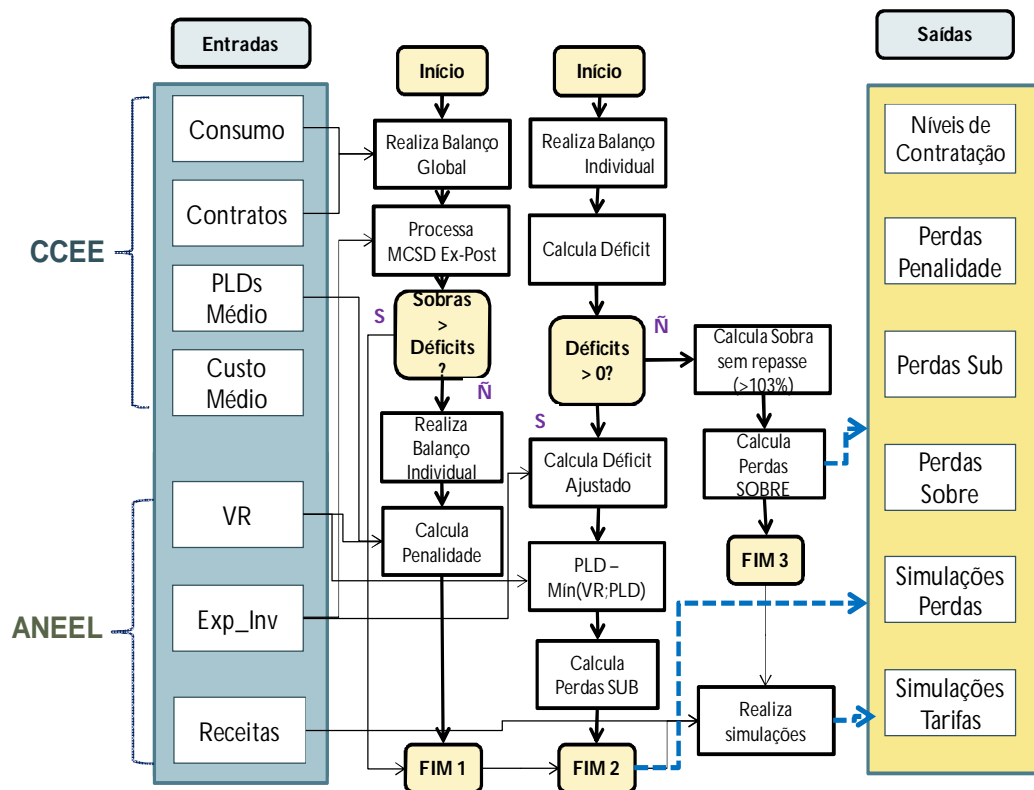 Entradas
CCEE
ANEEL
Consumo
Contratos
PLDs
Médio
Custo
Médio
VR
Exp_Inv
Receitas
Início
Realiza Balanço
Global
Processa
MCSD Ex-Post
Sobras
>
Déficits
?
S
Ñ
Realiza
Balanço
Individual
Calcula
Penalidade
FIM 1
Início
Realiza Balanço
Individual
Calcula Déficit
Déficits
> 0?
Ñ
S
Calcula Déficit
Ajustado
PLD –
Mín(VR;PLD)
Calcula
Perdas SUB
FIM 2
Calcula Sobra
sem repasse
(>103%)
Calcula
Perdas
SOBRE
FIM 3
Realiza
simulações
Saídas
Níveis de
Contratação
Perdas
Penalidade
Perdas Sub
Perdas
Sobre
Simulações
Perdas
Simulações
Tarifas